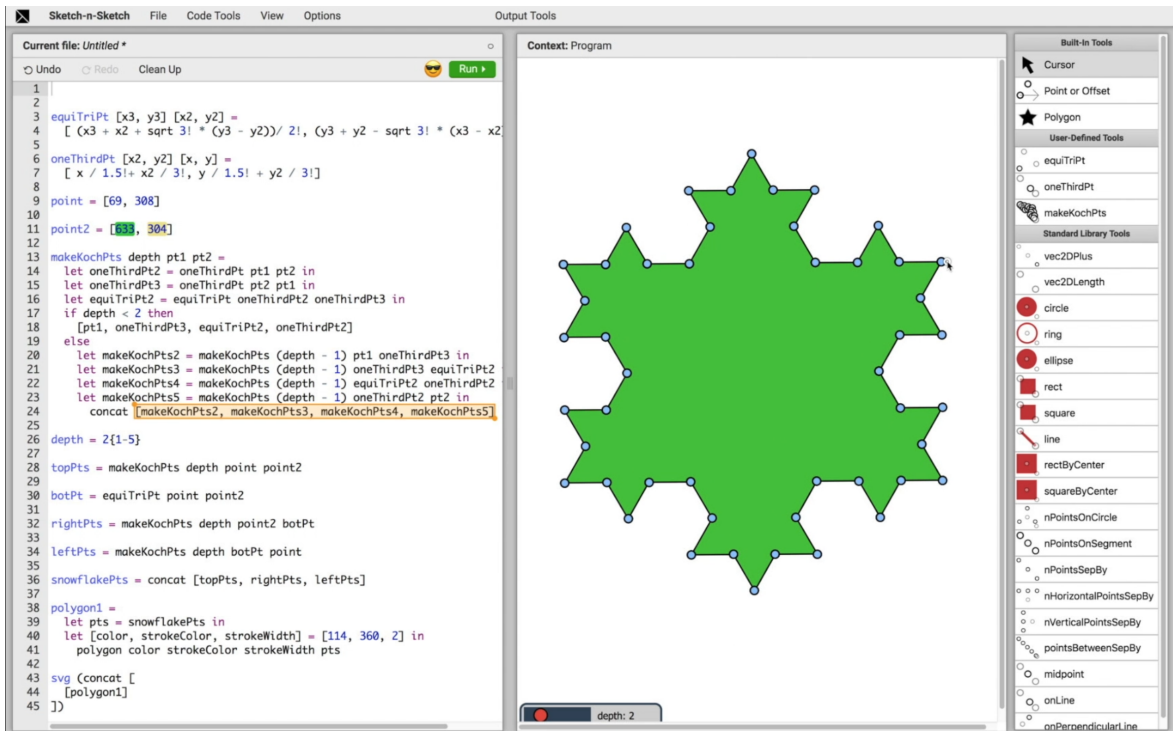 Sketch-n-Sketch File Code Tools View Options Output Tools
Current file: Untitled *
Undo Redo Clean Up Run
1
2
3 equiTriPt [x3, y3] [x2, y2] =
4 [ (x3 + x2 + sqrt 3! * (y3 - y2))/ 2!, (y3 + y2 - sqrt 3! * (x3 - x2
5
6 oneThirdPt [x2, y2] [x, y] =
7 [ x / 1.5!+ x2 / 3!, y / 1.5! + y2 / 3!]
8
9 point = [69, 308]
10
11 point2 = [633, 304]
12
13 makeKochPts depth pt1 pt2 =
14 let oneThirdPt2 = oneThirdPt pt1 pt2 in
15 let oneThirdPt3 = oneThirdPt pt2 pt1 in
16 let equiTriPt2 = equiTriPt oneThirdPt2 oneThirdPt3 in
17 if depth < 2 then
18 [pt1, oneThirdPt3, equiTriPt2, oneThirdPt2]
19 else
20 let makeKochPts2 = makeKochPts (depth - 1) pt1 oneThirdPt3 in
21 let makeKochPts3 = makeKochPts (depth - 1) oneThirdPt3 equiTriPt2
22 let makeKochPts4 = makeKochPts (depth - 1) equiTriPt2 oneThirdPt2
23 let makeKochPts5 = makeKochPts (depth - 1) oneThirdPt2 pt2 in
24 concat [makeKochPts2, makeKochPts3, makeKochPts4, makeKochPts5]
25
26 depth = 2{1-5}
27
28 topPts = makeKochPts depth point point2
29
30 botPt = equiTriPt point point2
31
32 rightPts = makeKochPts depth point2 botPt
33
34 leftPts = makeKochPts depth botPt point
35
36 snowflakePts = concat [topPts, rightPts, leftPts]
37
38 polygon1 =
39 let pts = snowflakePts in
40 let [color, strokeColor, strokeWidth] = [114, 360, 2] in
41 polygon color strokeColor strokeWidth pts
42
43 svg (concat [
44 [polygon1]
45 ])
Context: Program
depth: 2
Built-In Tools
Cursor
Point or Offset
Polygon
User-Defined Tools
equiTriPt
oneThirdPt
makeKochPts
Standard Library Tools
vec2DPlus
vec2DLength
circle
ring
ellipse
rect
square
line
rectByCenter
squareByCenter
nPointsOnCircle
nPointsOnSegment
nPointsSepBy
nHorizontalPointsSepBy
nVerticalPointsSepBy
pointsBetweenSepBy
midpoint
onLine
onPerpendicularLine